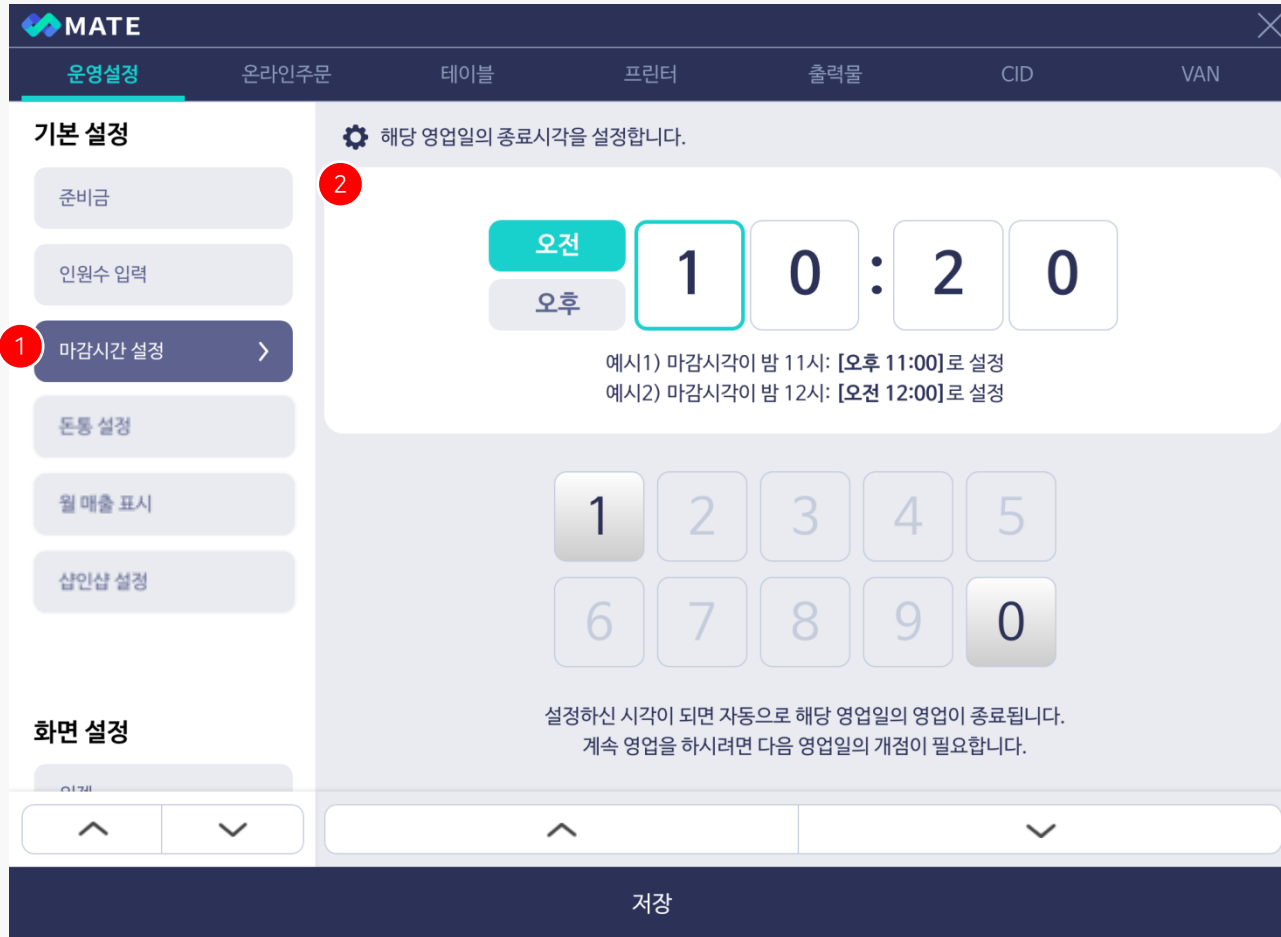 MATE
운영설정 온라인주문 테이블 프린터 출력물 CID VAN
기본 설정
준비금
인원수 입력
1 마감시간 설정
돈통 설정
월 매출 표시
샵인샵 설정
화면 설정
해당 영업일의 종료시각을 설정합니다.
2
오전
오후
1 0 : 2 0
예시1) 마감시각이 밤 11시: [오후 11:00]로 설정
예시2) 마감시각이 밤 12시: [오전 12:00]로 설정
1 2 3 4 5
6 7 8 9 0
설정하신 시각이 되면 자동으로 해당 영업일의 영업이 종료됩니다.
계속 영업을 하시려면 다음 영업일의 개점이 필요합니다.
저장